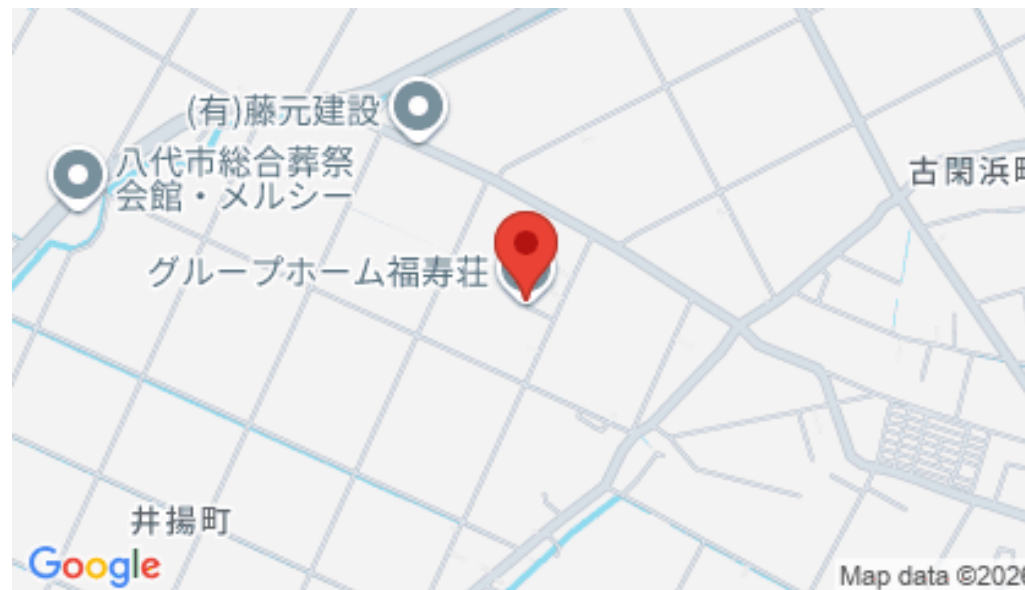 (有)藤元建設
八代市総合葬祭
会館・メルシー
古閑浜町
グループホーム福寿荘
井揚町
Google
Map data ©2026